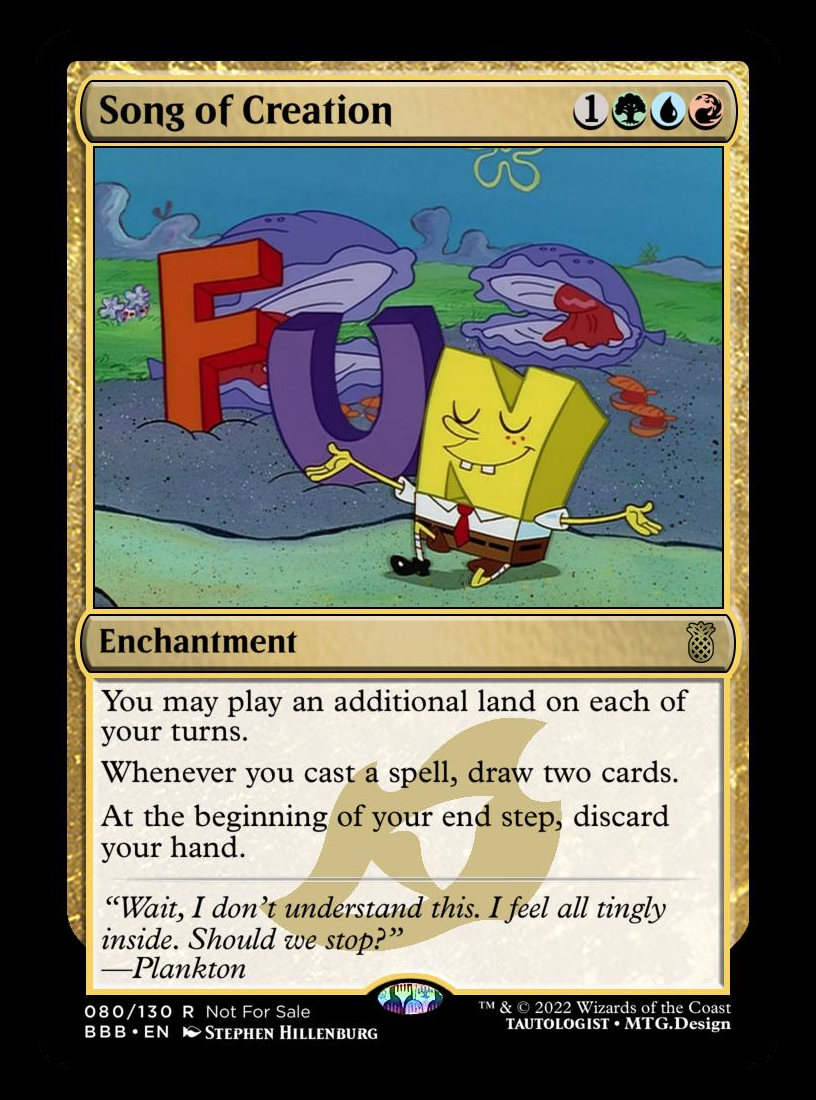 Song of Creation 1
FUN
Enchantment
You may play an additional land on each of
your turns.
Whenever you cast a spell, draw two cards.
At the beginning of your end step, discard
your hand.
“Wait, I don’t understand this. I feel all tingly
inside. Should we stop?”
—Plankton
080/130 R Not For Sale
BBB • EN STEPHEN HILLENBURG
™ & © 2022 Wizards of the Coast
TAUTOLOGIST • MTG.Design